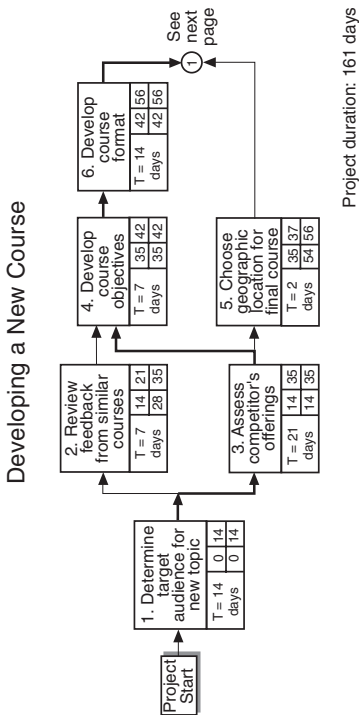 Developing a New Course
Project
Start
1. Determine
target
audience for
new topic
T = 14
days
0 14
0 14
2. Review
feedback
from similar
courses
T = 7
days
14 21
28 35
3. Assess
competitor's
offerings
T = 21
days
14 35
14 35
4. Develop
course
objectives
T = 7
days
35 42
35 42
5. Choose
geographic
location for
final course
T = 2
days
35 37
54 56
6. Develop
course
format
T = 14
days
42 56
42 56
See
next
page
1
Project duration: 161 days